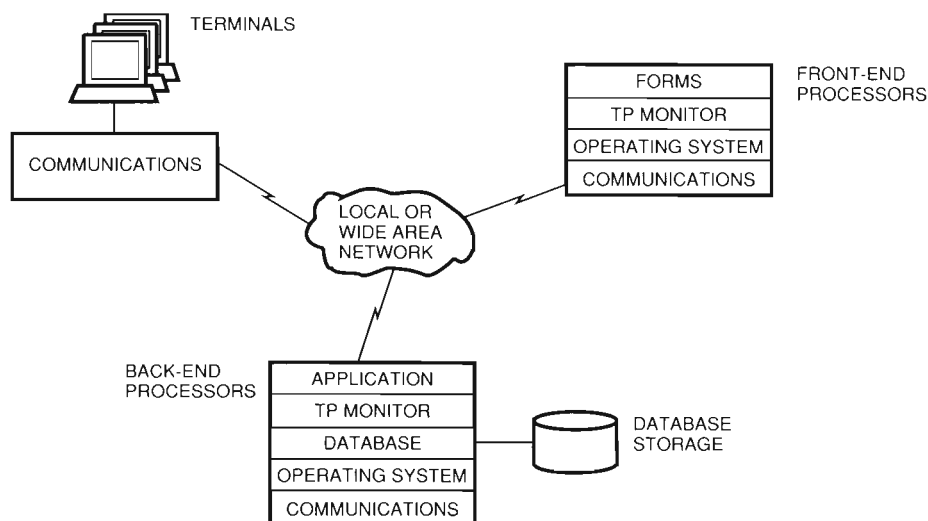 TERMINALS
COMMUNICATIONS
FORMS
TP MONITOR
OPERATING SYSTEM
COMMUNICATIONS
FRONT-END
PROCESSORS
LOCAL OR
WIDE AREA
NETWORK
BACK-END
PROCESSORS
APPLICATION
TP MONITOR
DATABASE
OPERATING SYSTEM
COMMUNICATIONS
DATABASE
STORAGE